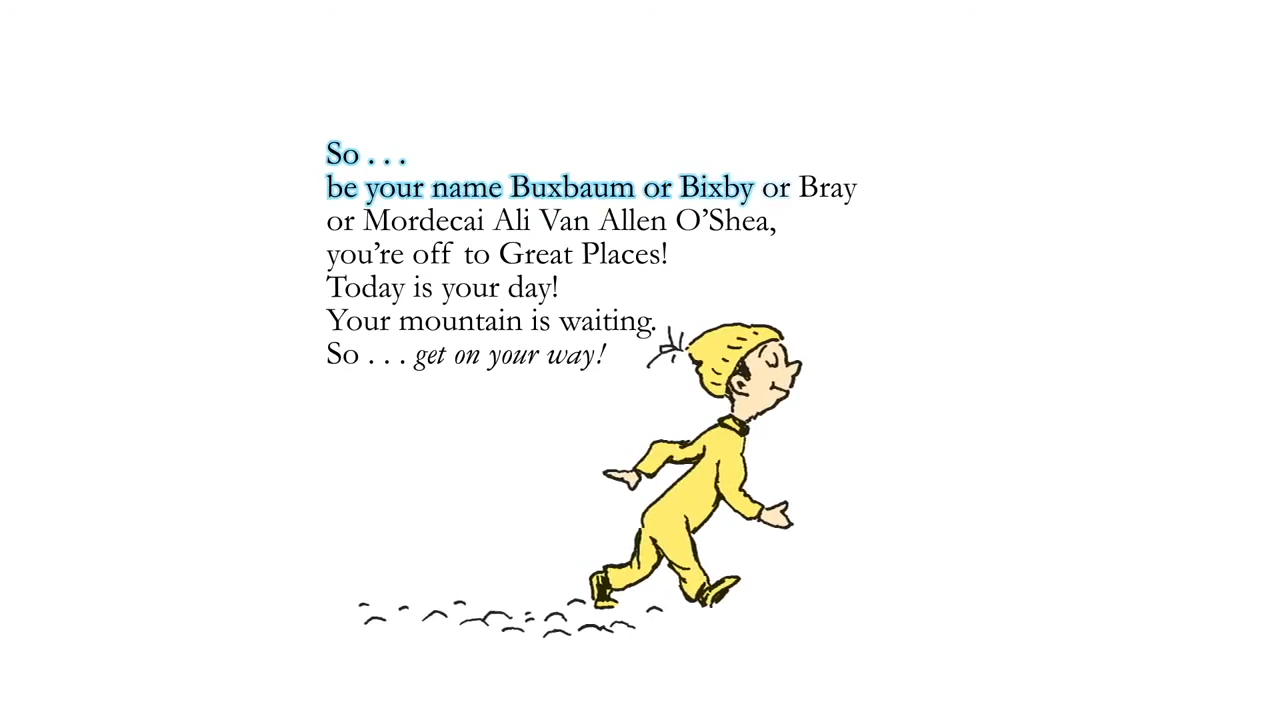 So . . .
be your name Buxbaum or Bixby or Bray
or Mordecai Ali Van Allen O’Shea,
you’re off to Great Places!
Today is your day!
Your mountain is waiting.
So . . . get on your way!